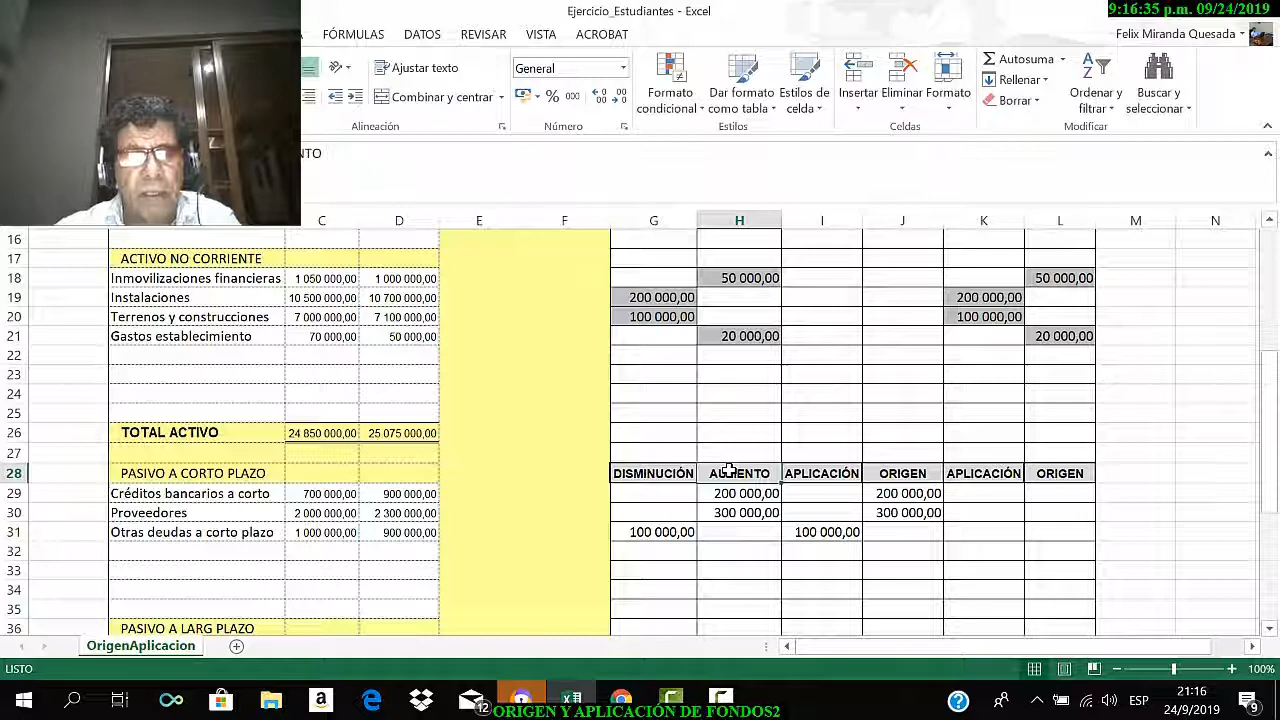 Ejercicio_Estudiantes - Excel
9:16:35 p.m. 09/24/2019
FÓRMULAS DATOS REVISAR VISTA ACROBAT
Felix Miranda Quesada
Ajustar texto
General
Autosuma
Combinar y centrar
% 000
Rellenar
Borrar
Formato condicional
Dar formato como tabla
Estilos de celda
Insertar Eliminar Formato
Ordenar y filtrar
Buscar y seleccionar
Alineación Número Estilos Celdas Modificar
NTO
C D E F G H I J K L M N
16
17 ACTIVO NO CORRIENTE
18 Inmovilizaciones financieras 1 050 000,00 1 000 000,00 50 000,00 50 000,00
19 Instalaciones 10 500 000,00 10 700 000,00 200 000,00 200 000,00
20 Terrenos y construcciones 7 000 000,00 7 100 000,00 100 000,00 100 000,00
21 Gastos establecimiento 70 000,00 50 000,00 20 000,00 20 000,00
22
23
24
25
26 TOTAL ACTIVO 24 850 000,00 25 075 000,00
27
28 PASIVO A CORTO PLAZO DISMINUCIÓN AUMENTO APLICACIÓN ORIGEN APLICACIÓN ORIGEN
29 Créditos bancarios a corto 700 000,00 900 000,00 200 000,00 200 000,00
30 Proveedores 2 000 000,00 2 300 000,00 300 000,00 300 000,00
31 Otras deudas a corto plazo 1 000 000,00 900 000,00 100 000,00 100 000,00
32
33
34
35
36 PASIVO A LARG PLAZO
OrigenAplicacion
LISTO
100%
12
ESP
21:16
24/9/2019
9
ORIGEN Y APLICACIÓN DE FONDOS2